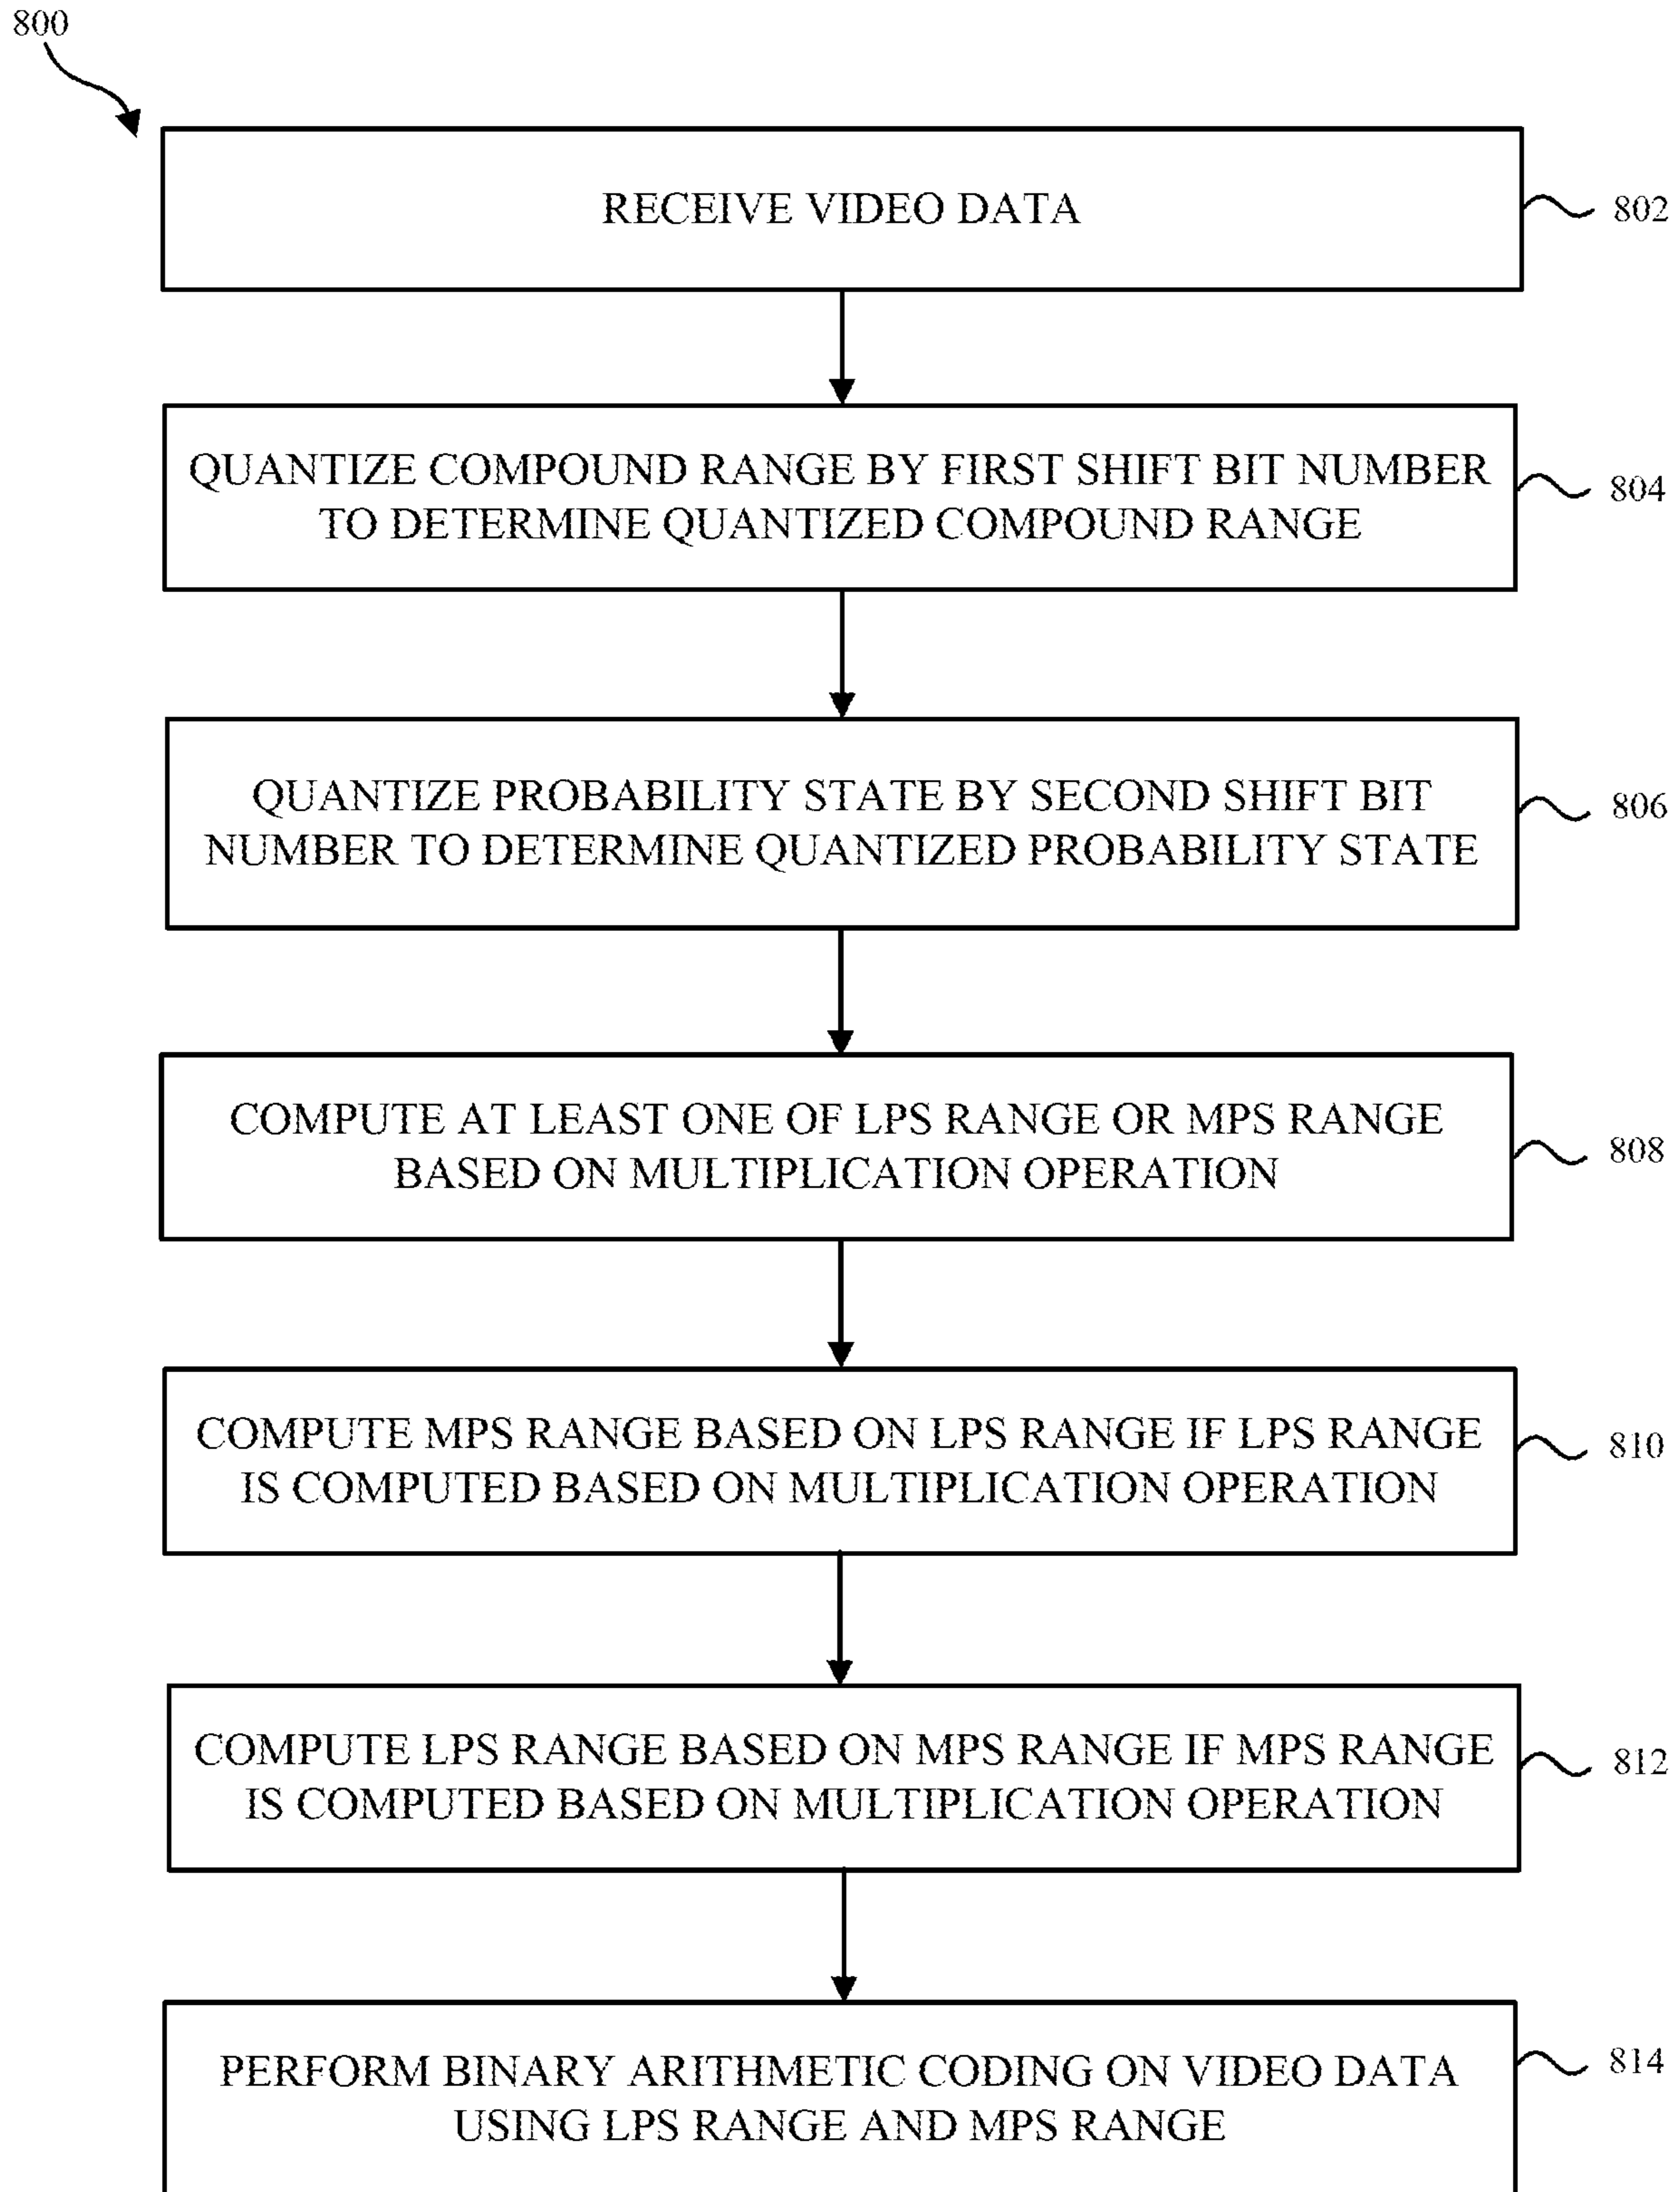 800
RECEIVE VIDEO DATA
802
QUANTIZE COMPOUND RANGE BY FIRST SHIFT BIT NUMBER
TO DETERMINE QUANTIZED COMPOUND RANGE
804
QUANTIZE PROBABILITY STATE BY SECOND SHIFT BIT
NUMBER TO DETERMINE QUANTIZED PROBABILITY STATE
806
COMPUTE AT LEAST ONE OF LPS RANGE OR MPS RANGE
BASED ON MULTIPLICATION OPERATION
808
COMPUTE MPS RANGE BASED ON LPS RANGE IF LPS RANGE
IS COMPUTED BASED ON MULTIPLICATION OPERATION
810
COMPUTE LPS RANGE BASED ON MPS RANGE IF MPS RANGE
IS COMPUTED BASED ON MULTIPLICATION OPERATION
812
PERFORM BINARY ARITHMETIC CODING ON VIDEO DATA
USING LPS RANGE AND MPS RANGE
814